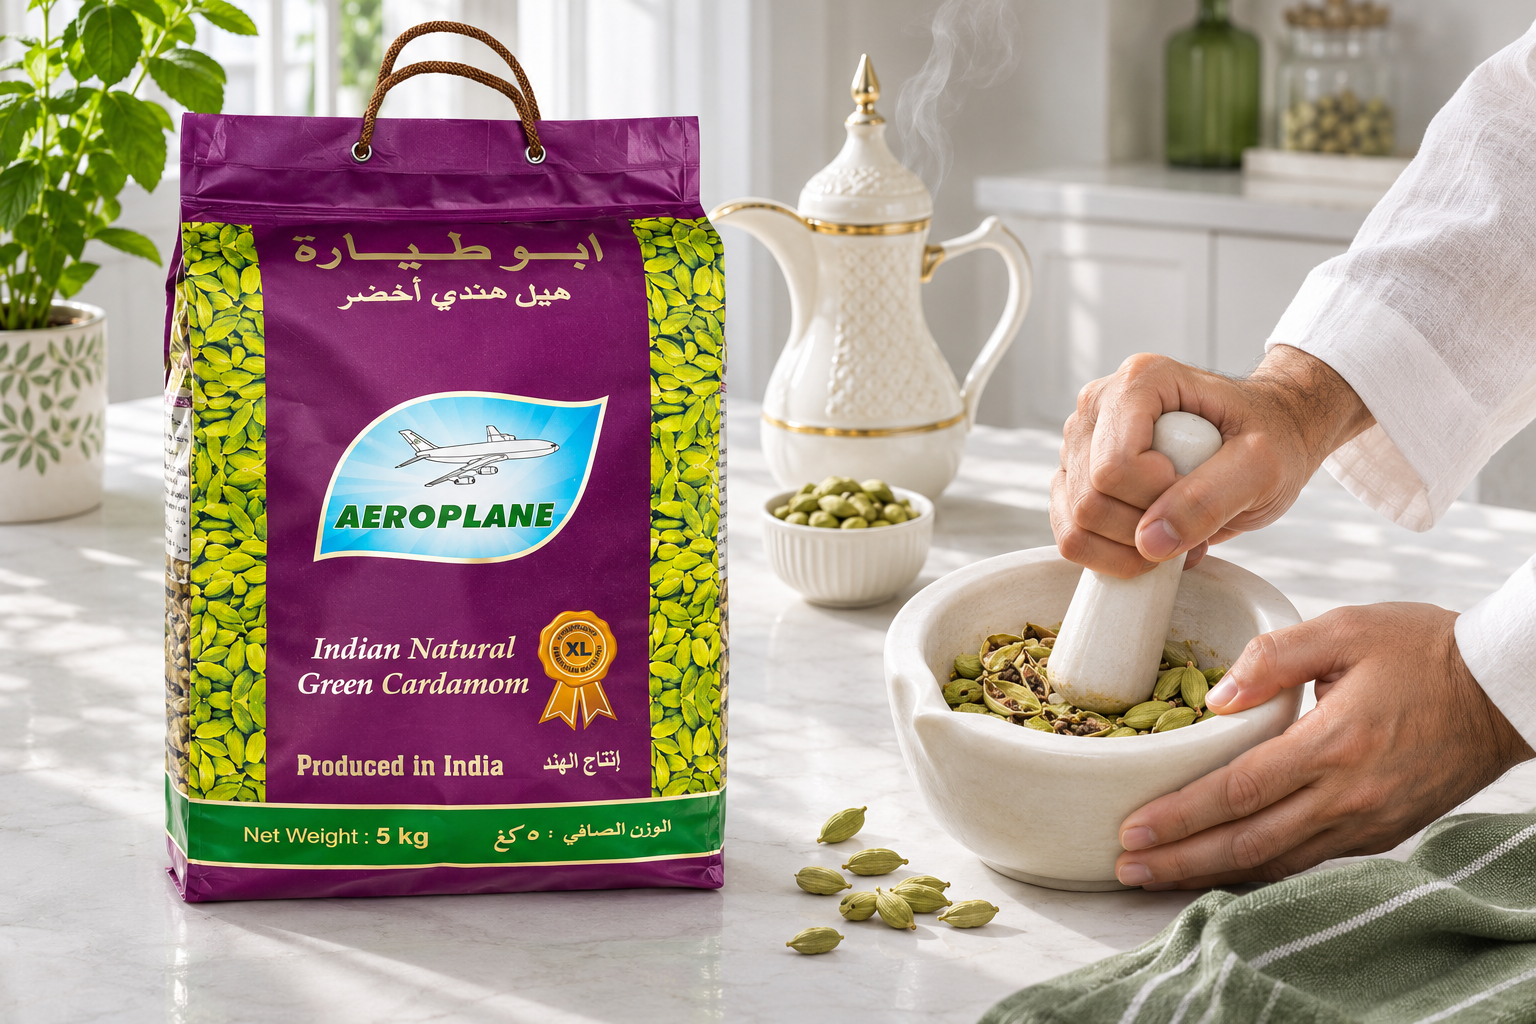 ابو طيارة
هيل هندي أخضر
AEROPLANE
Indian Natural
Green Cardamom
XL
Produced in India
إنتاج الهند
Net Weight : 5 kg
الوزن الصافي : ٥ كغ